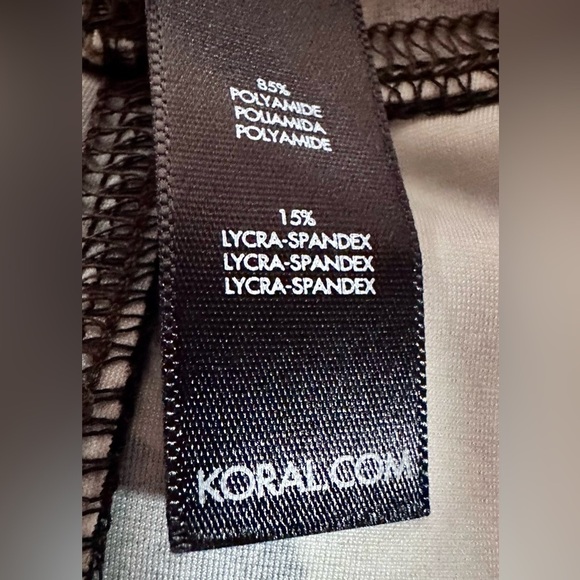 85%
POLYAMIDE
POLIAMIDA
POLYAMIDE
15%
LYCRA-SPANDEX
LYCRA-SPANDEX
LYCRA-SPANDEX
KORAL.COM